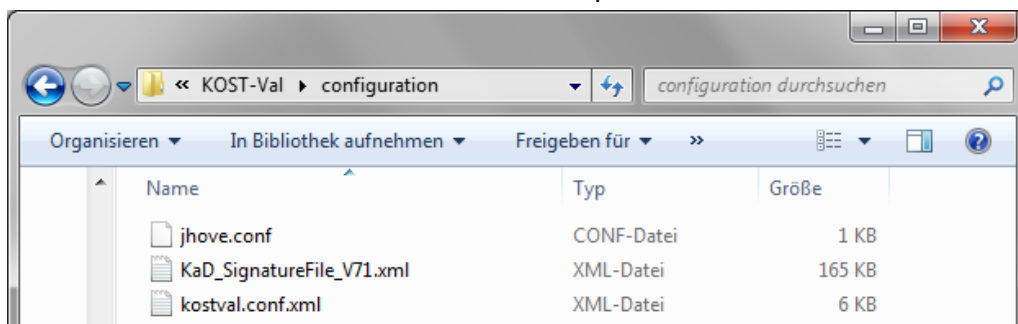 « KOST-Val configuration configuration durchsuchen
Organisieren In Bibliothek aufnehmen Freigeben für »
Name Typ Größe
jhove.conf CONF-Datei 1 KB
KaD_SignatureFile_V71.xml XML-Datei 165 KB
kostval.conf.xml XML-Datei 6 KB